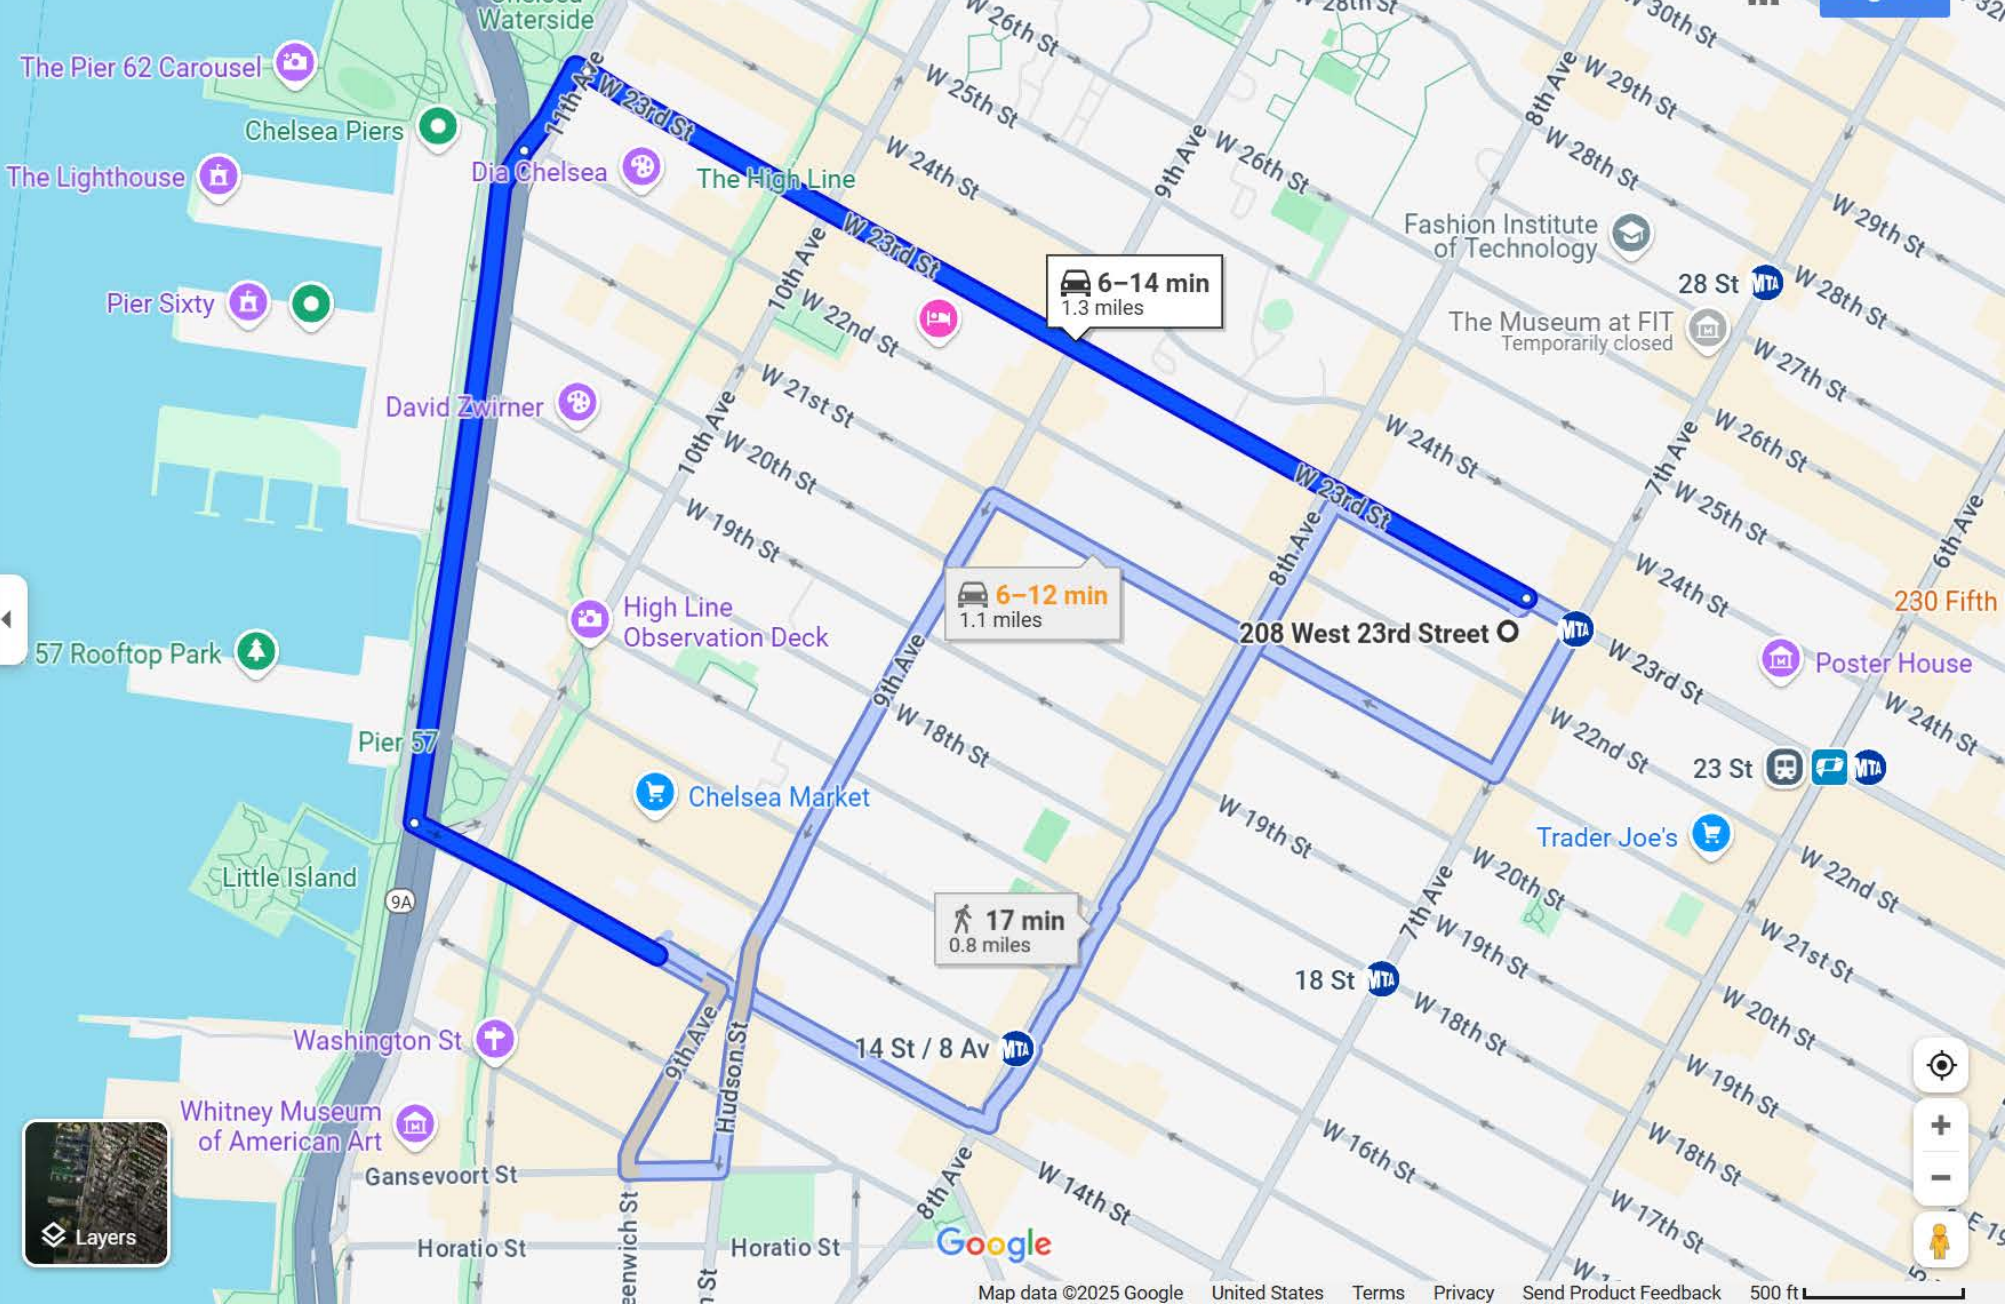 Chelsea
Waterside
W 26th St
W 28th St
W 30th St
The Pier 62 Carousel
11th Ave
W 23rd St
W 25th St
8th Ave
W 29th St
Chelsea Piers
W 24th St
9th Ave
W 26th St
W 28th St
The Lighthouse
Dia Chelsea
The High Line
W 29th St
Fashion Institute
of Technology
W 23rd St
6–14 min
1.3 miles
28 St
MTA
W 28th St
Pier Sixty
10th Ave
W 22nd St
The Museum at FIT
Temporarily closed
W 27th St
David Zwirner
W 21st St
10th Ave
W 20th St
W 24th St
7th Ave
W 26th St
W 23rd St
W 25th St
W 19th St
8th Ave
6th Ave
6–12 min
1.1 miles
W 24th St
230 Fifth
High Line
Observation Deck
208 West 23rd Street
MTA
57 Rooftop Park
9th Ave
W 23rd St
Poster House
W 18th St
W 22nd St
W 24th St
Pier 57
23 St
MTA
Chelsea Market
W 19th St
Trader Joe's
Little Island
9A
W 20th St
W 22nd St
7th Ave
17 min
0.8 miles
W 19th St
W 21st St
18 St
MTA
W 18th St
W 20th St
Washington St
9th Ave
Hudson St
14 St / 8 Av
MTA
W 19th St
Whitney Museum
of American Art
W 16th St
W 18th St
Gansevoort St
8th Ave
W 14th St
W 17th St
Layers
Horatio St
Horatio St
Google
Map data ©2025 Google
United States
Terms
Privacy
Send Product Feedback
500 ft